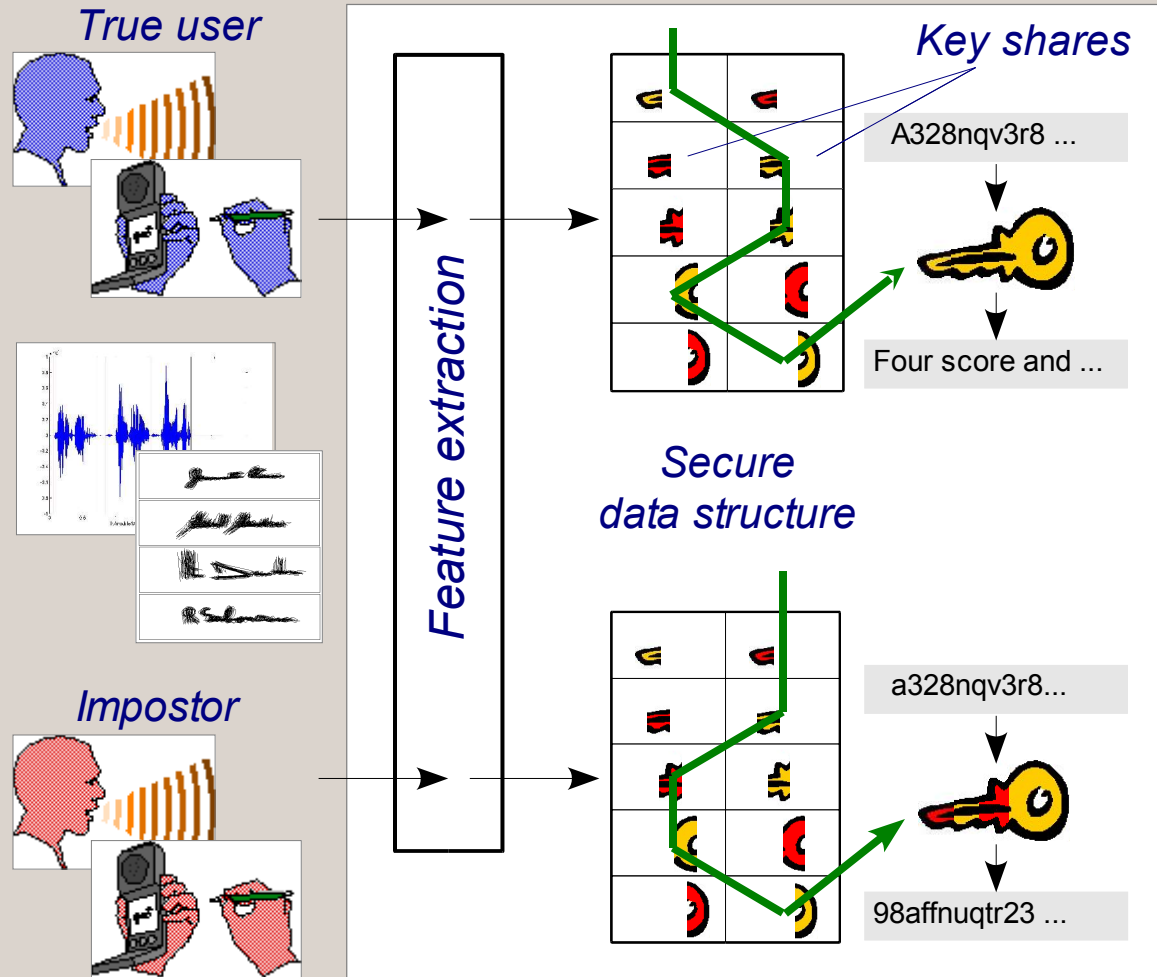 True user
Key shares
A328nqv3r8 ...
Four score and ...
Feature extraction
Secure
data structure
Impostor
a328nqv3r8...
98affnuqtr23 ...